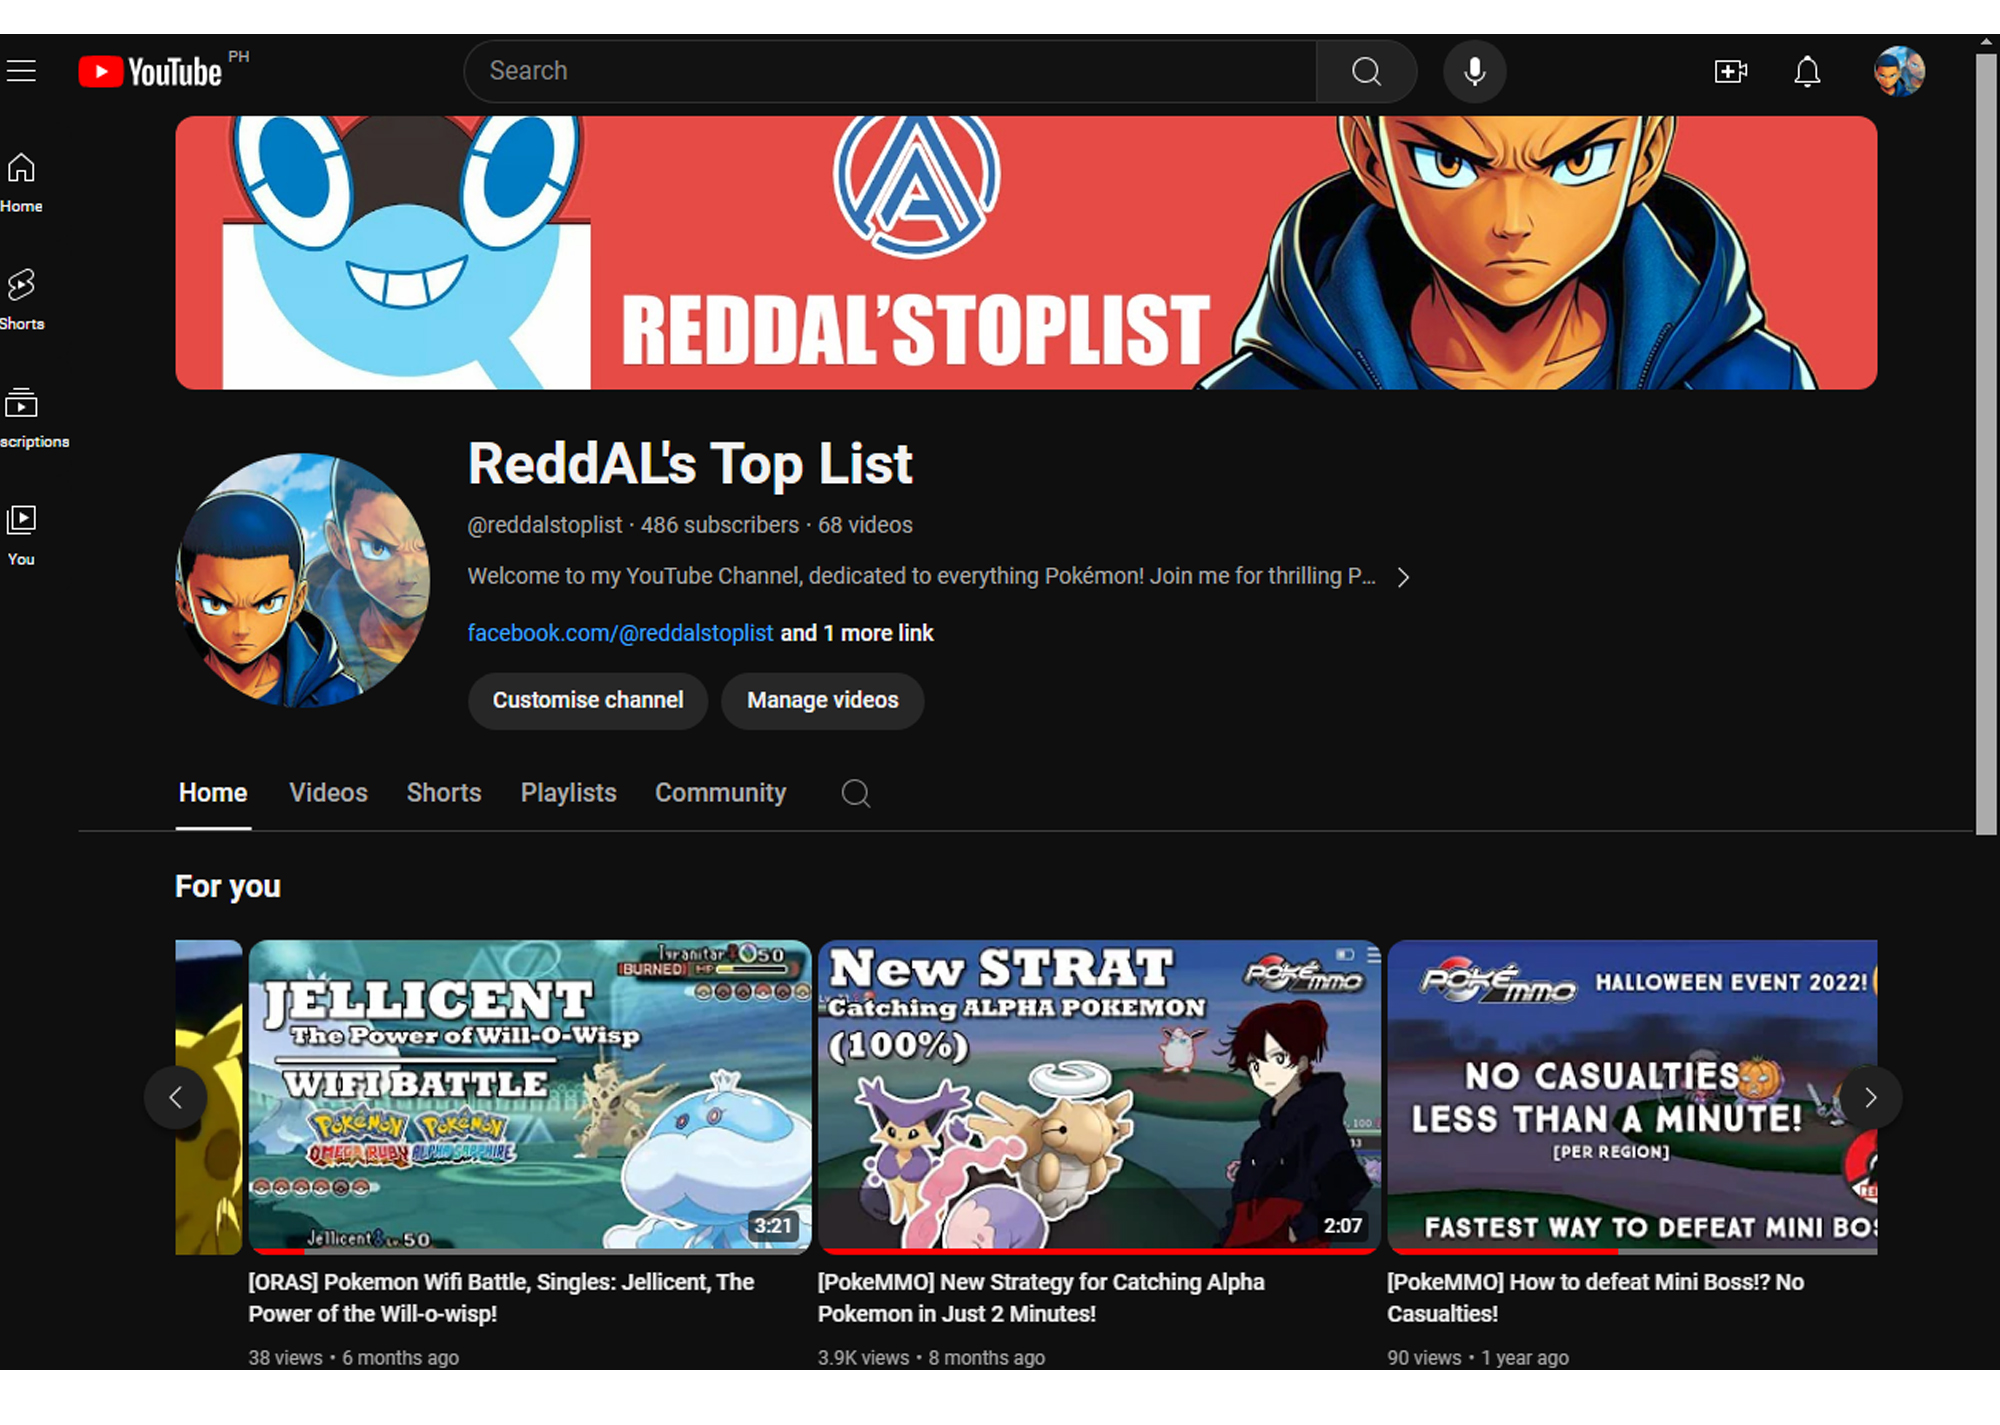 YouTube PH
Search
Home
Shorts
scriptions
You
REDDAL'STOPLIST
ReddAL's Top List
@reddalstoplist · 486 subscribers · 68 videos
Welcome to my YouTube Channel, dedicated to everything Pokémon! Join me for thrilling P...
facebook.com/@reddalstoplist and 1 more link
Customise channel
Manage videos
Home
Videos
Shorts
Playlists
Community
For you
Tyranitar 50
BURNED HP
JELLICENT
The Power of Will-O-Wisp
WIFI BATTLE
POKéMON POKéMON
OMEGA RUBY ALPHA SAPPHIRE
Jellicent Lv. 50
3:21
New STRAT
Catching ALPHA POKEMON
(100%)
POKéMMO
2:07
POKéMMO
HALLOWEEN EVENT 2022!
NO CASUALTIES
LESS THAN A MINUTE!
[PER REGION]
FASTEST WAY TO DEFEAT MINI BOS
[ORAS] Pokemon Wifi Battle, Singles: Jellicent, The
Power of the Will-o-wisp!
38 views • 6 months ago
[PokeMMO] New Strategy for Catching Alpha
Pokemon in Just 2 Minutes!
3.9K views • 8 months ago
[PokeMMO] How to defeat Mini Boss!? No
Casualties!
90 views • 1 year ago